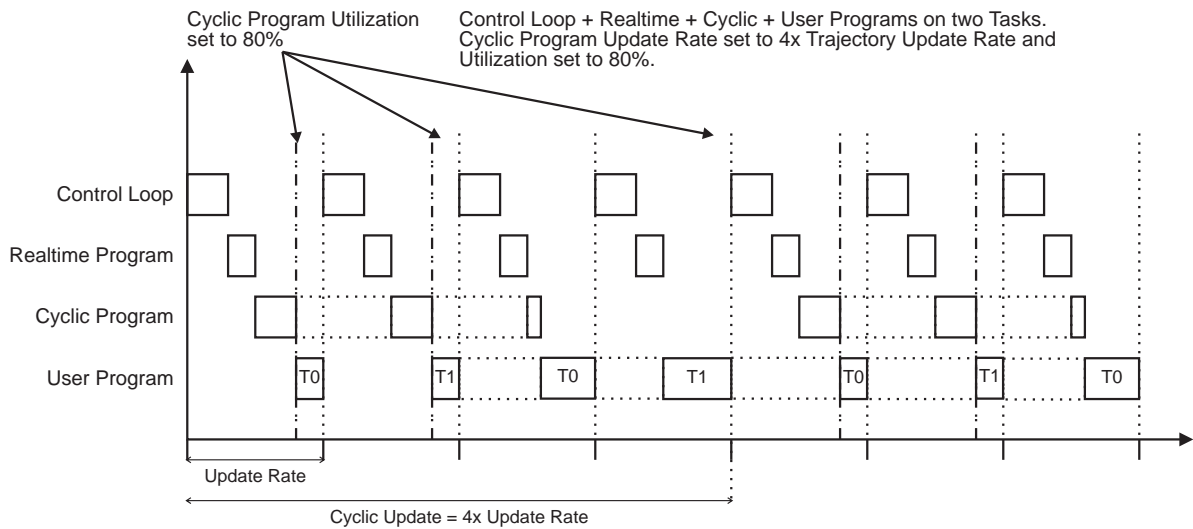 Cyclic Program Utilization
set to 80%
Control Loop + Realtime + Cyclic + User Programs on two Tasks.
Cyclic Program Update Rate set to 4x Trajectory Update Rate and
Utilization set to 80%.
Control Loop
Realtime Program
Cyclic Program
User Program
T0
T1
T0
T1
T0
T1
T0
Update Rate
Cyclic Update = 4x Update Rate